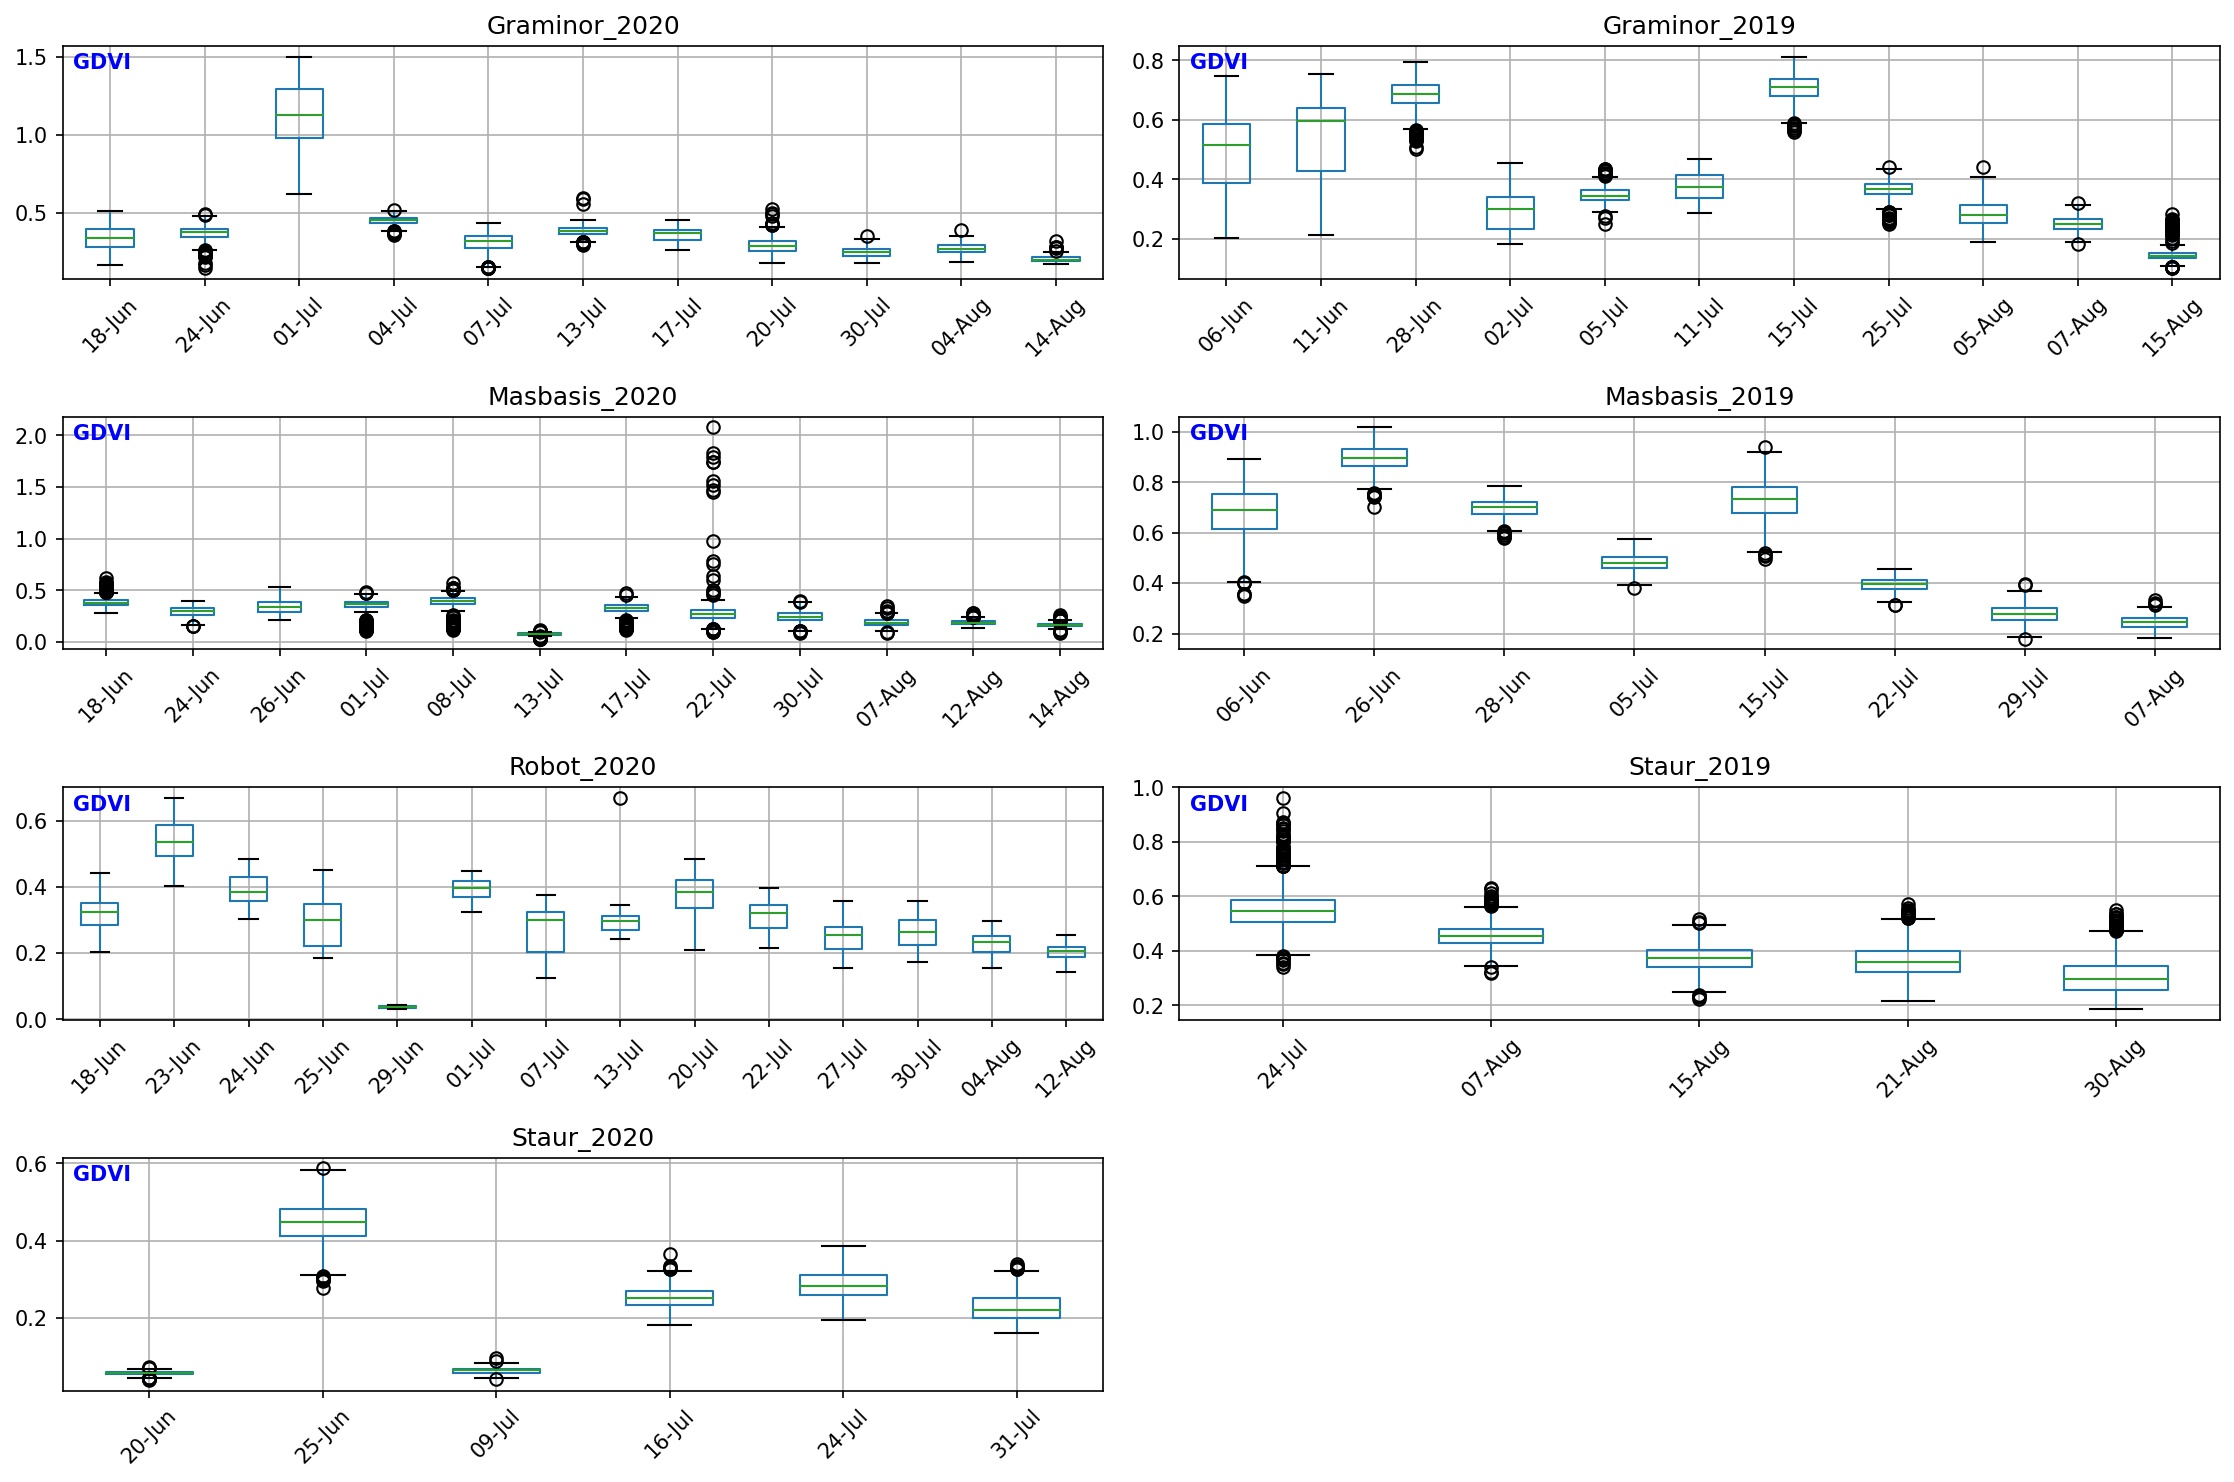 Graminor_2020
GDVI
1.5
1.0
0.5
18-Jun 24-Jun 01-Jul 04-Jul 07-Jul 13-Jul 17-Jul 20-Jul 30-Jul 04-Aug 14-Aug
Graminor_2019
GDVI
0.8
0.6
0.4
0.2
06-Jun 11-Jun 28-Jun 02-Jul 05-Jul 11-Jul 15-Jul 25-Jul 05-Aug 07-Aug 15-Aug
Masbasis_2020
GDVI
2.0
1.5
1.0
0.5
0.0
18-Jun 24-Jun 26-Jun 01-Jul 08-Jul 13-Jul 17-Jul 22-Jul 30-Jul 07-Aug 12-Aug 14-Aug
Masbasis_2019
GDVI
1.0
0.8
0.6
0.4
0.2
06-Jun 26-Jun 28-Jun 05-Jul 15-Jul 22-Jul 29-Jul 07-Aug
Robot_2020
GDVI
0.6
0.4
0.2
0.0
18-Jun 23-Jun 24-Jun 25-Jun 29-Jun 01-Jul 07-Jul 13-Jul 20-Jul 22-Jul 27-Jul 30-Jul 04-Aug 12-Aug
Staur_2019
GDVI
1.0
0.8
0.6
0.4
0.2
24-Jul 07-Aug 15-Aug 21-Aug 30-Aug
Staur_2020
GDVI
0.6
0.4
0.2
20-Jun 25-Jun 09-Jul 16-Jul 24-Jul 31-Jul